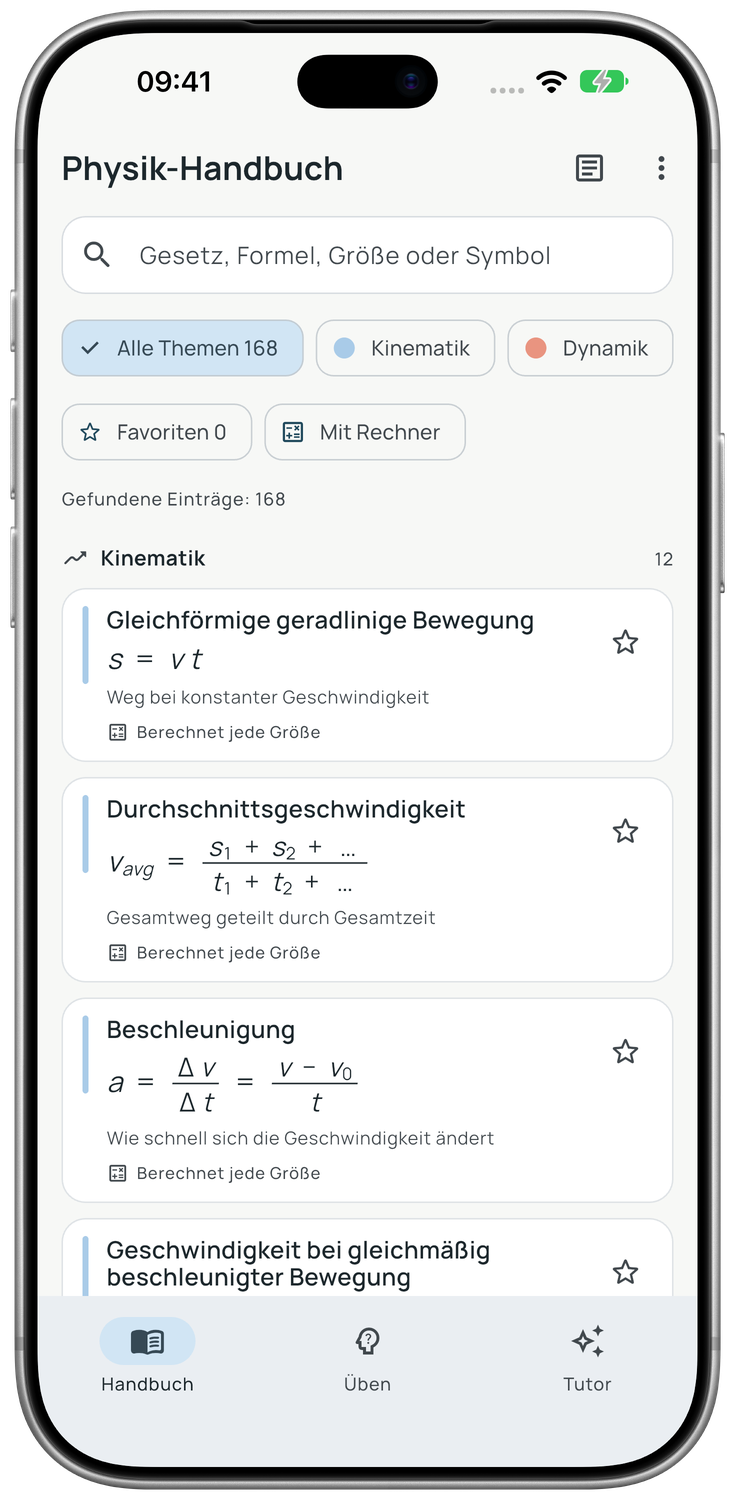 09:41
Physik-Handbuch
Gesetz, Formel, Größe oder Symbol
Alle Themen 168
Kinematik
Dynamik
Favoriten 0
Mit Rechner
Gefundene Einträge: 168
Kinematik
12
Gleichförmige geradlinige Bewegung
s = v t
Weg bei konstanter Geschwindigkeit
Berechnet jede Größe
Durchschnittsgeschwindigkeit
v_avg = (s₁ + s₂ + …) / (t₁ + t₂ + …)
Gesamtweg geteilt durch Gesamtzeit
Berechnet jede Größe
Beschleunigung
a = Δ v / Δ t = (v − v₀) / t
Wie schnell sich die Geschwindigkeit ändert
Berechnet jede Größe
Geschwindigkeit bei gleichmäßig
beschleunigter Bewegung
Handbuch
Üben
Tutor